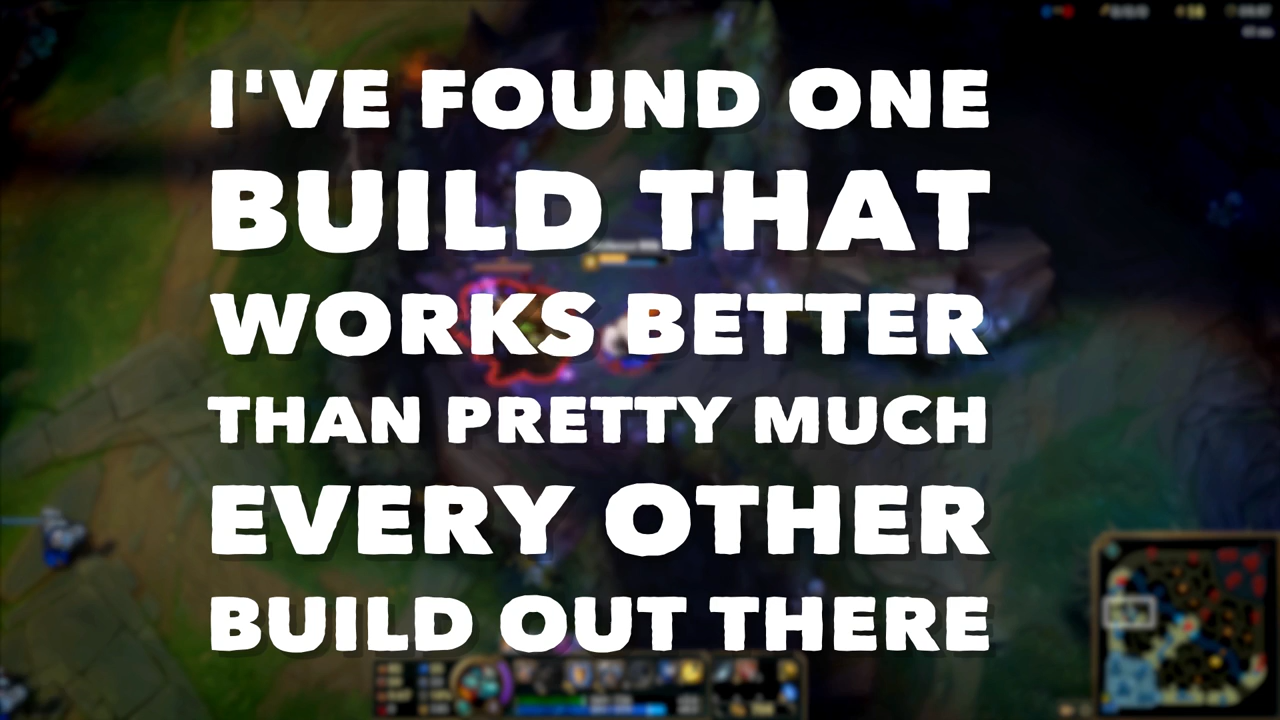 I'VE FOUND ONE
BUILD THAT
WORKS BETTER
THAN PRETTY MUCH
EVERY OTHER
BUILD OUT THERE